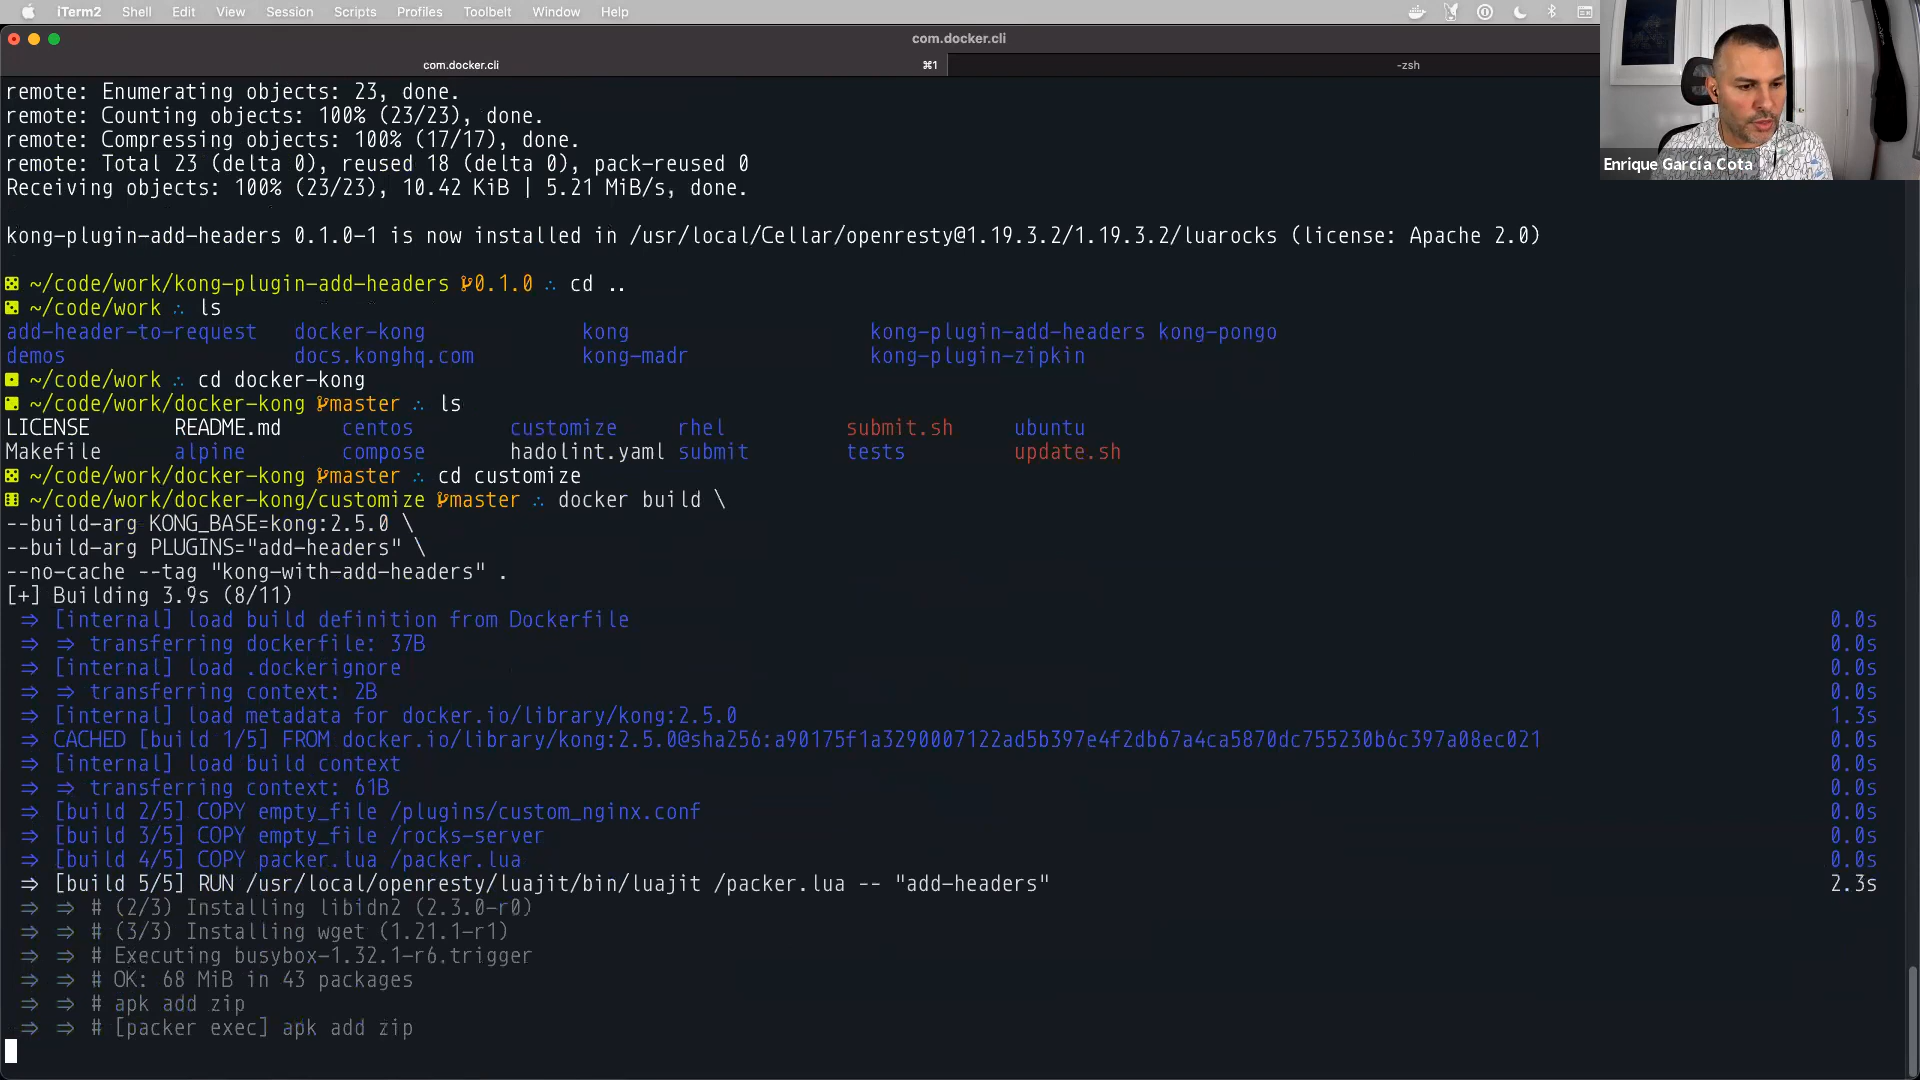 iTerm2 Shell Edit View Session Scripts Profiles Toolbelt Window Help
com.docker.cli
com.docker.cli ⌘1 -zsh
Enrique García Cota
remote: Enumerating objects: 23, done.
remote: Counting objects: 100% (23/23), done.
remote: Compressing objects: 100% (17/17), done.
remote: Total 23 (delta 0), reused 18 (delta 0), pack-reused 0
Receiving objects: 100% (23/23), 10.42 KiB | 5.21 MiB/s, done.
kong-plugin-add-headers 0.1.0-1 is now installed in /usr/local/Cellar/openresty@1.19.3.2/1.19.3.2/luarocks (license: Apache 2.0)
⚄ ~/code/work/kong-plugin-add-headers 0.1.0 ∴ cd ..
~/code/work ∴ ls
add-header-to-request docker-kong kong kong-plugin-add-headers kong-pongo
demos docs.konghq.com kong-madr kong-plugin-zipkin
~/code/work ∴ cd docker-kong
~/code/work/docker-kong master ∴ ls
LICENSE README.md centos customize rhel submit.sh ubuntu
Makefile alpine compose hadolint.yaml submit tests update.sh
~/code/work/docker-kong master ∴ cd customize
~/code/work/docker-kong/customize master ∴ docker build \
--build-arg KONG_BASE=kong:2.5.0 \
--build-arg PLUGINS="add-headers" \
--no-cache --tag "kong-with-add-headers" .
[+] Building 3.9s (8/11)
⇒ [internal] load build definition from Dockerfile 0.0s
⇒ ⇒ transferring dockerfile: 37B 0.0s
⇒ [internal] load .dockerignore 0.0s
⇒ ⇒ transferring context: 2B 0.0s
⇒ [internal] load metadata for docker.io/library/kong:2.5.0 1.3s
⇒ CACHED [build 1/5] FROM docker.io/library/kong:2.5.0@sha256:a90175f1a3290007122ad5b397e4f2db67a4ca5870dc755230b6c397a08ec021 0.0s
⇒ [internal] load build context 0.0s
⇒ ⇒ transferring context: 61B 0.0s
⇒ [build 2/5] COPY empty_file /plugins/custom_nginx.conf 0.0s
⇒ [build 3/5] COPY empty_file /rocks-server 0.0s
⇒ [build 4/5] COPY packer.lua /packer.lua 0.0s
⇒ [build 5/5] RUN /usr/local/openresty/luajit/bin/luajit /packer.lua -- "add-headers" 2.3s
⇒ ⇒ # (2/3) Installing libidn2 (2.3.0-r0)
⇒ ⇒ # (3/3) Installing wget (1.21.1-r1)
⇒ ⇒ # Executing busybox-1.32.1-r6.trigger
⇒ ⇒ # OK: 68 MiB in 43 packages
⇒ ⇒ # apk add zip
⇒ ⇒ # [packer exec] apk add zip